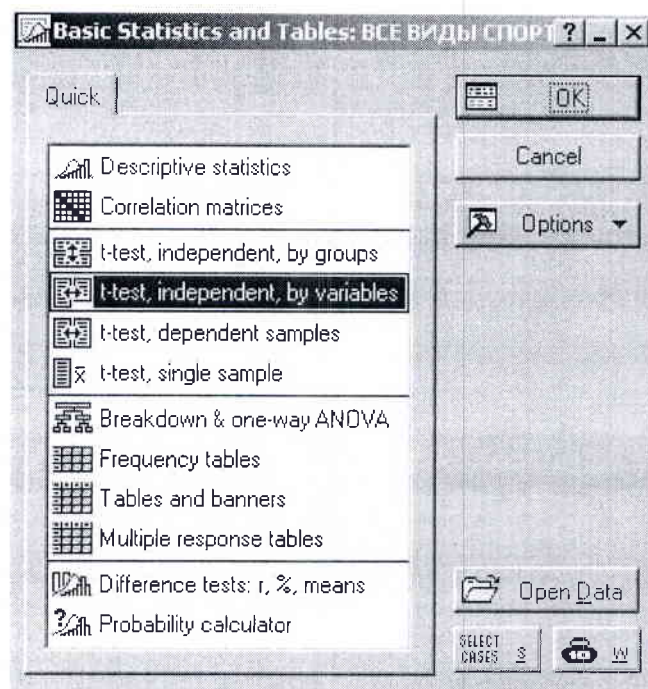 Basic Statistics and Tables: ВСЕ ВИДЫ СПОРТ ? _ X
Quick
OK
Cancel
Options
Descriptive statistics
Correlation matrices
t-test, independent, by groups
t-test, independent, by variables
t-test, dependent samples
t-test, single sample
Breakdown & one-way ANOVA
Frequency tables
Tables and banners
Multiple response tables
Difference tests: r, %, means
Probability calculator
Open Data
SELECT CASES S
W